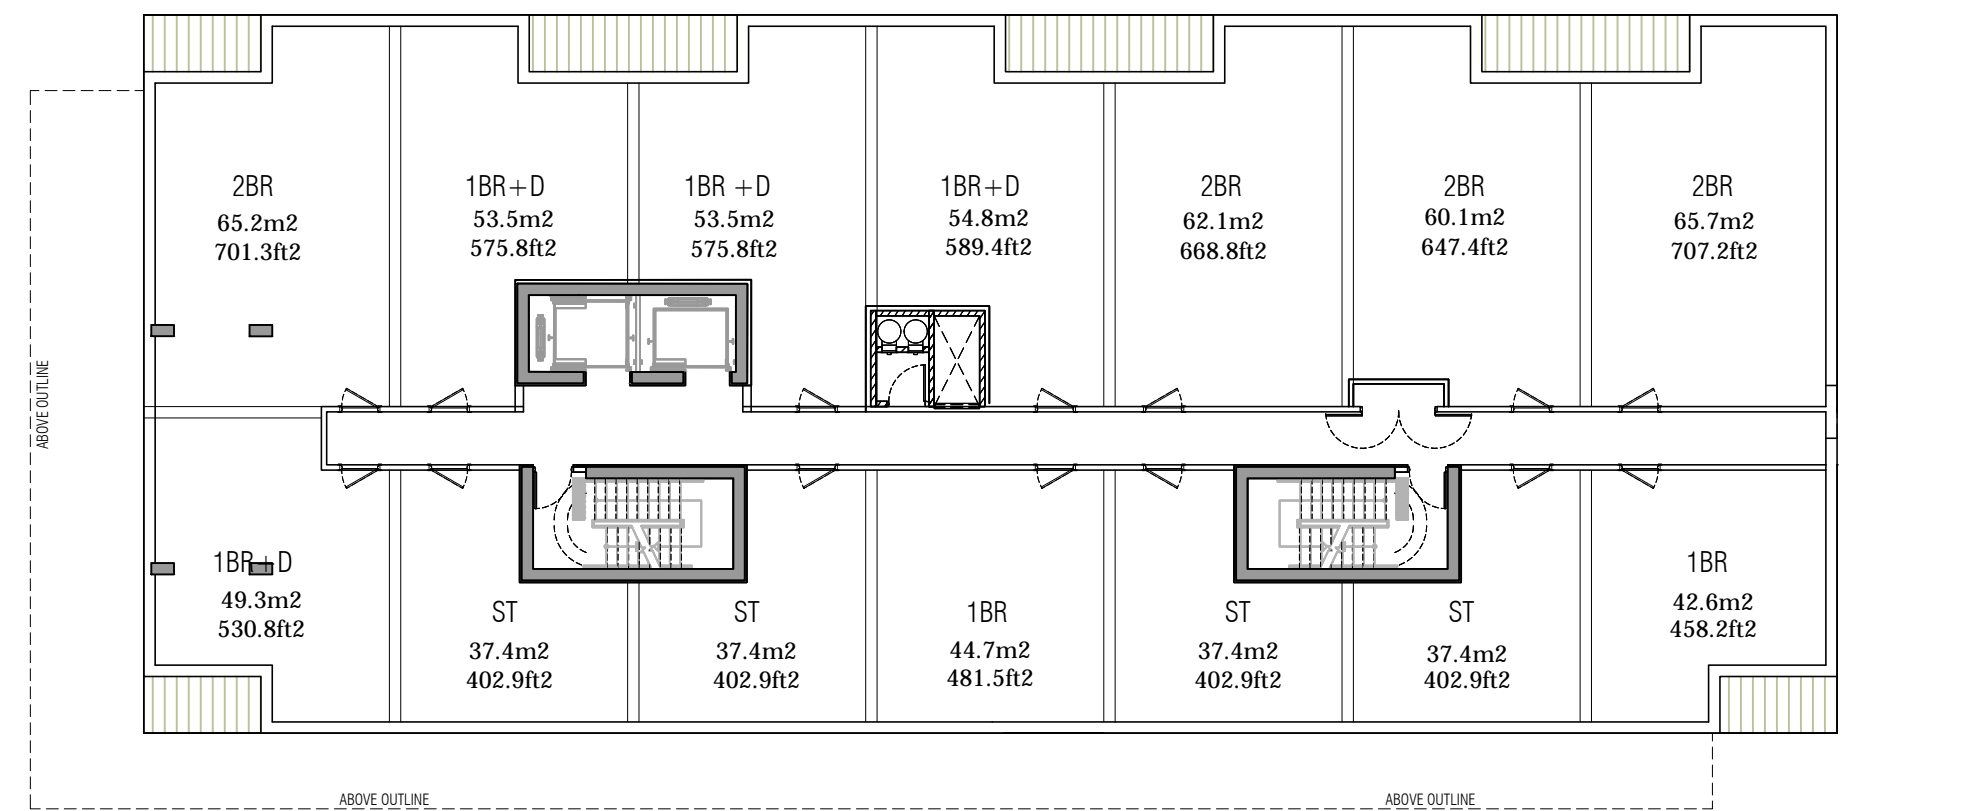 2BR
65.2m2
701.3ft2
1BR+D
53.5m2
575.8ft2
1BR +D
53.5m2
575.8ft2
1BR+D
54.8m2
589.4ft2
2BR
62.1m2
668.8ft2
2BR
60.1m2
647.4ft2
2BR
65.7m2
707.2ft2
ABOVE OUTLINE
1BR+D
49.3m2
530.8ft2
ST
37.4m2
402.9ft2
ST
37.4m2
402.9ft2
1BR
44.7m2
481.5ft2
ST
37.4m2
402.9ft2
ST
37.4m2
402.9ft2
1BR
42.6m2
458.2ft2
ABOVE OUTLINE
ABOVE OUTLINE